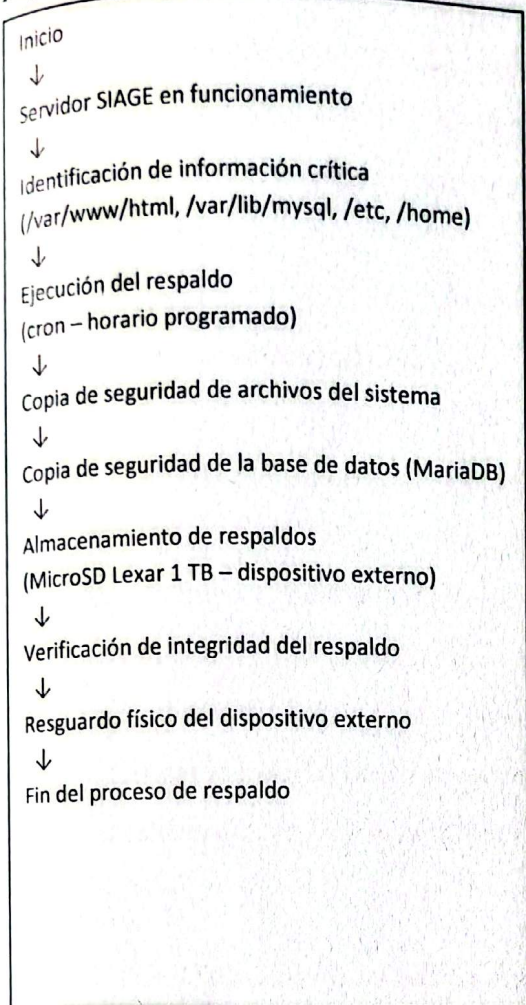 Inicio
↓
Servidor SIAGE en funcionamiento
↓
Identificación de información crítica
(/var/www/html, /var/lib/mysql, /etc, /home)
↓
Ejecución del respaldo
(cron – horario programado)
↓
Copia de seguridad de archivos del sistema
↓
Copia de seguridad de la base de datos (MariaDB)
↓
Almacenamiento de respaldos
(MicroSD Lexar 1 TB – dispositivo externo)
↓
Verificación de integridad del respaldo
↓
Resguardo físico del dispositivo externo
↓
Fin del proceso de respaldo